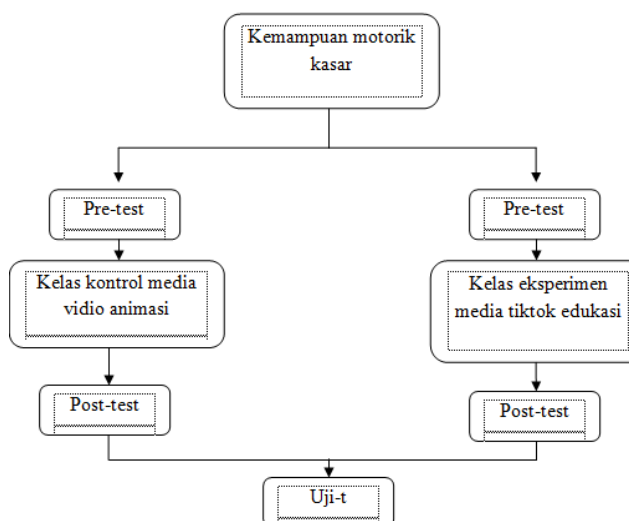 Kemampuan motorik
kasar
Pre-test
Pre-test
Kelas kontrol media
vidio animasi
Kelas eksperimen
media tiktok edukasi
Post-test
Post-test
Uji-t